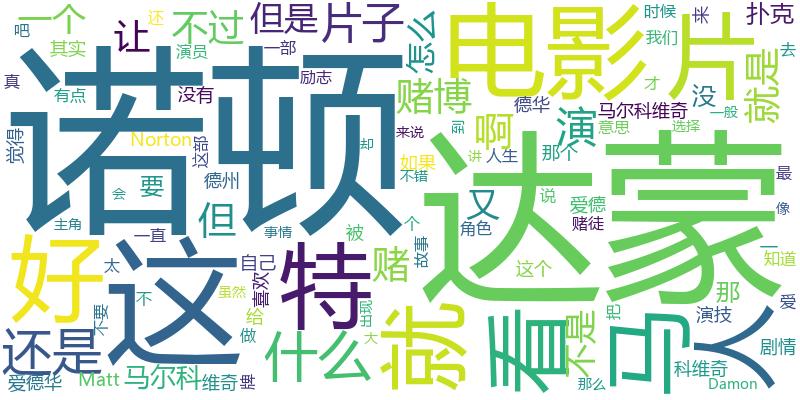 诺顿
达蒙
这
电影
片
特
好
看
就
马
人
什么
还是
片子
但是
不过
一个
让
怎么
赌博
啊
演
没
就是
扑克
但
又
赌
不是
那
要
马尔科
维奇
马尔科维奇
科维奇
Norton
Matt
Damon
爱德华
爱德
德华
德州
自己
喜欢
给
做
牌
被
个
故事
角色
这个
说
赌徒
如果
不错
人生
那个
意思
选择
一般
来说
到
却
讲
励志
一部
演员
还
其实
吧
真
有点
没有
觉得
这部
会
主角
事情
一直
太
不
不要
虽然
出现
大
那么
把
演技
剧情
爱
知道
一
像
最
才
我们
时候
来
去